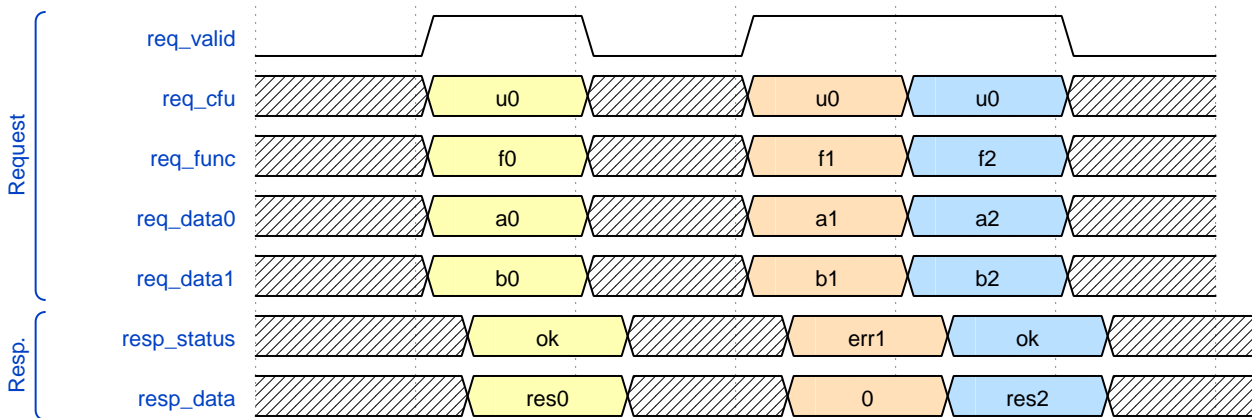 Request
req_valid
req_cfu u0 u0 u0
req_func f0 f1 f2
req_data0 a0 a1 a2
req_data1 b0 b1 b2
Resp.
resp_status ok err1 ok
resp_data res0 0 res2